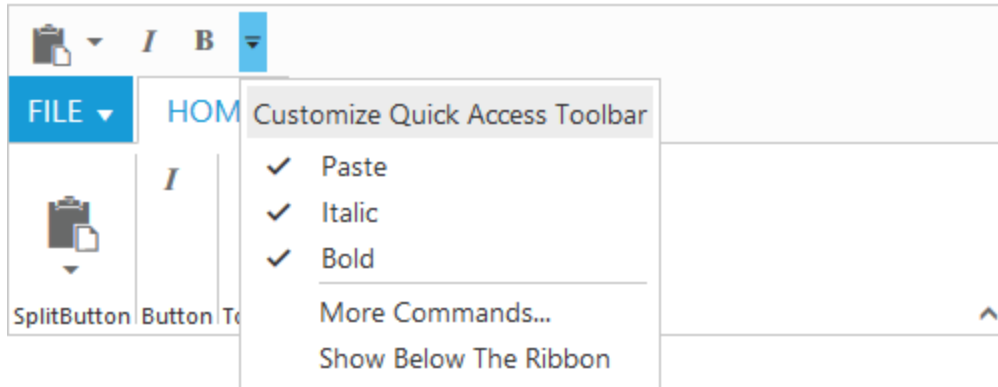 I B
FILE HOM
Customize Quick Access Toolbar
Paste
I
Italic
Bold
More Commands...
SplitButton Button
Show Below The Ribbon